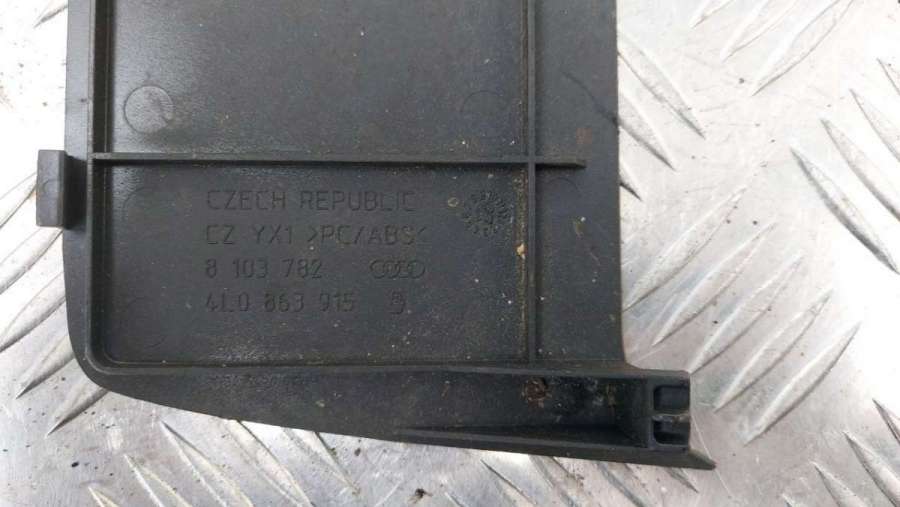 CZECH REPUBLIC
CZ YX1 >PC/ABS<
8 103 782
4L0 863 915